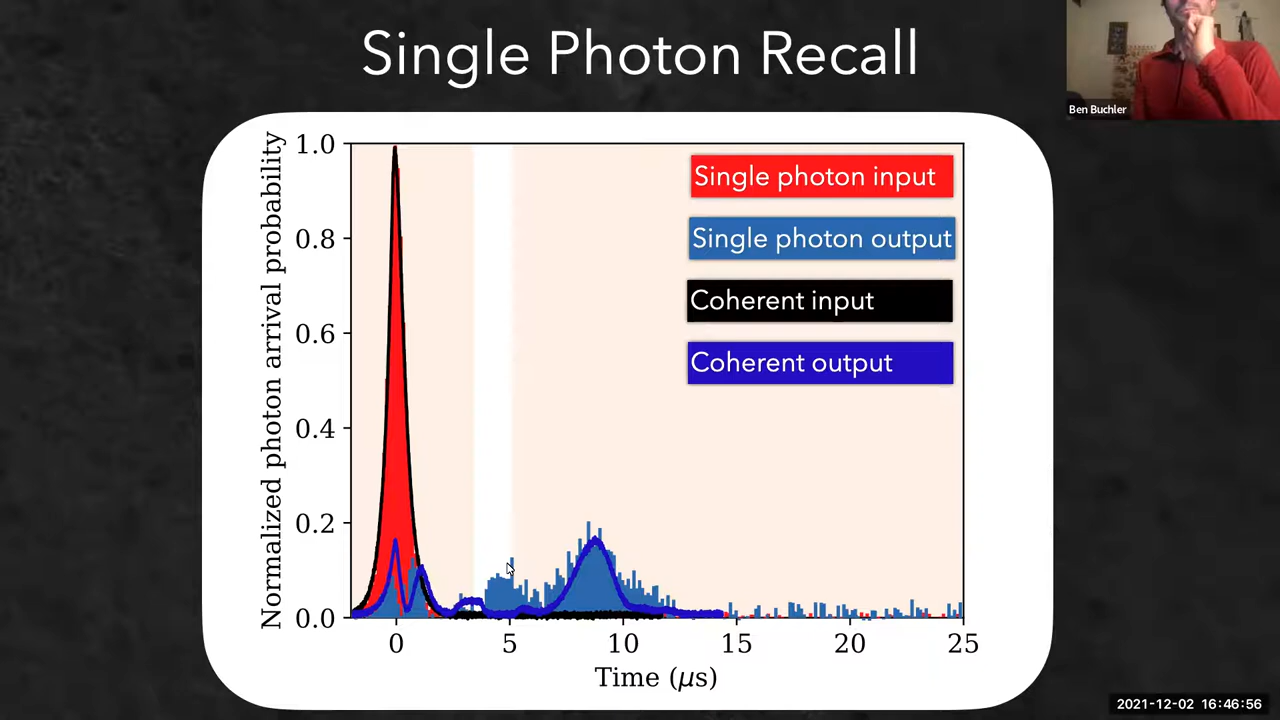 Single Photon Recall
Ben Buchler
Normalized photon arrival probability
1.0
0.8
0.6
0.4
0.2
0.0
Single photon input
Single photon output
Coherent input
Coherent output
0 5 10 15 20 25
Time (μs)
2021-12-02 16:46:56